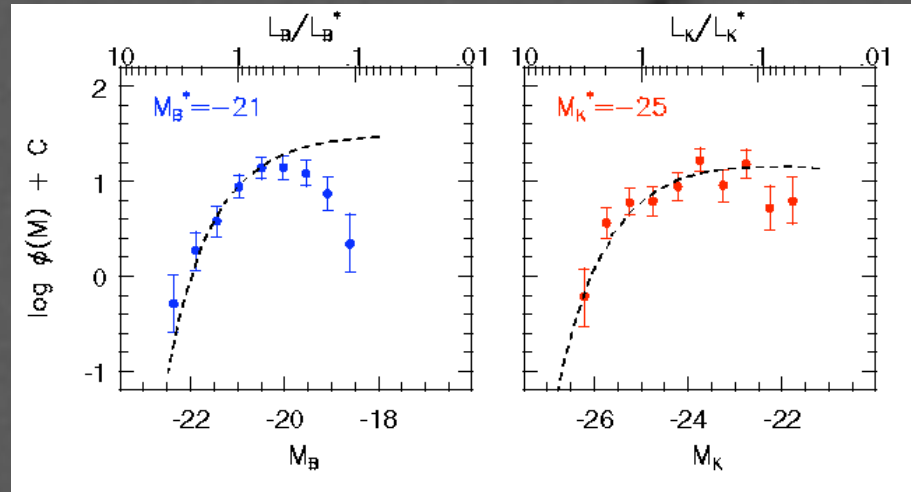 L_B/L_B^* L_K/L_K^*
10 1 .1 10 1 .1 .01
2
M_B^*=−21 M_K^*=−25
1
0
-1
log φ(M) + C
-22 -20 -18 -26 -24 -22
M_B M_K